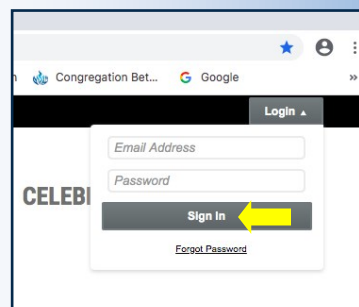 Congregation Bet... Google »
Login ▲
Email Address
Password
CELEB
Sign In
Forgot Password